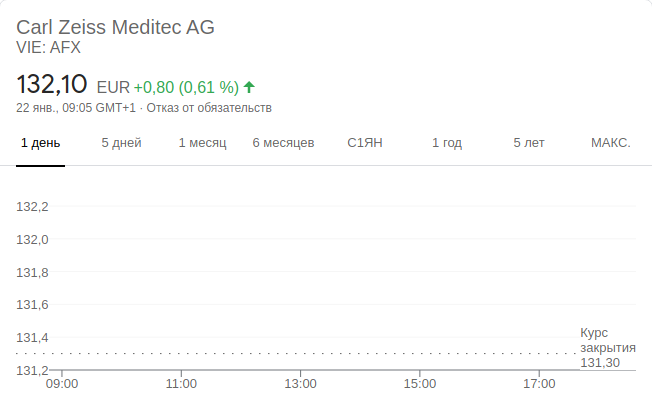 Carl Zeiss Meditec AG
VIE: AFX
132,10 EUR +0,80 (0,61 %)
22 янв., 09:05 GMT+1 · Отказ от обязательств
1 день 5 дней 1 месяц 6 месяцев С1ЯН 1 год 5 лет МАКС.
132,2
132,0
131,8
131,6
131,4
131,2
Курс
закрытия
131,30
09:00 11:00 13:00 15:00 17:00